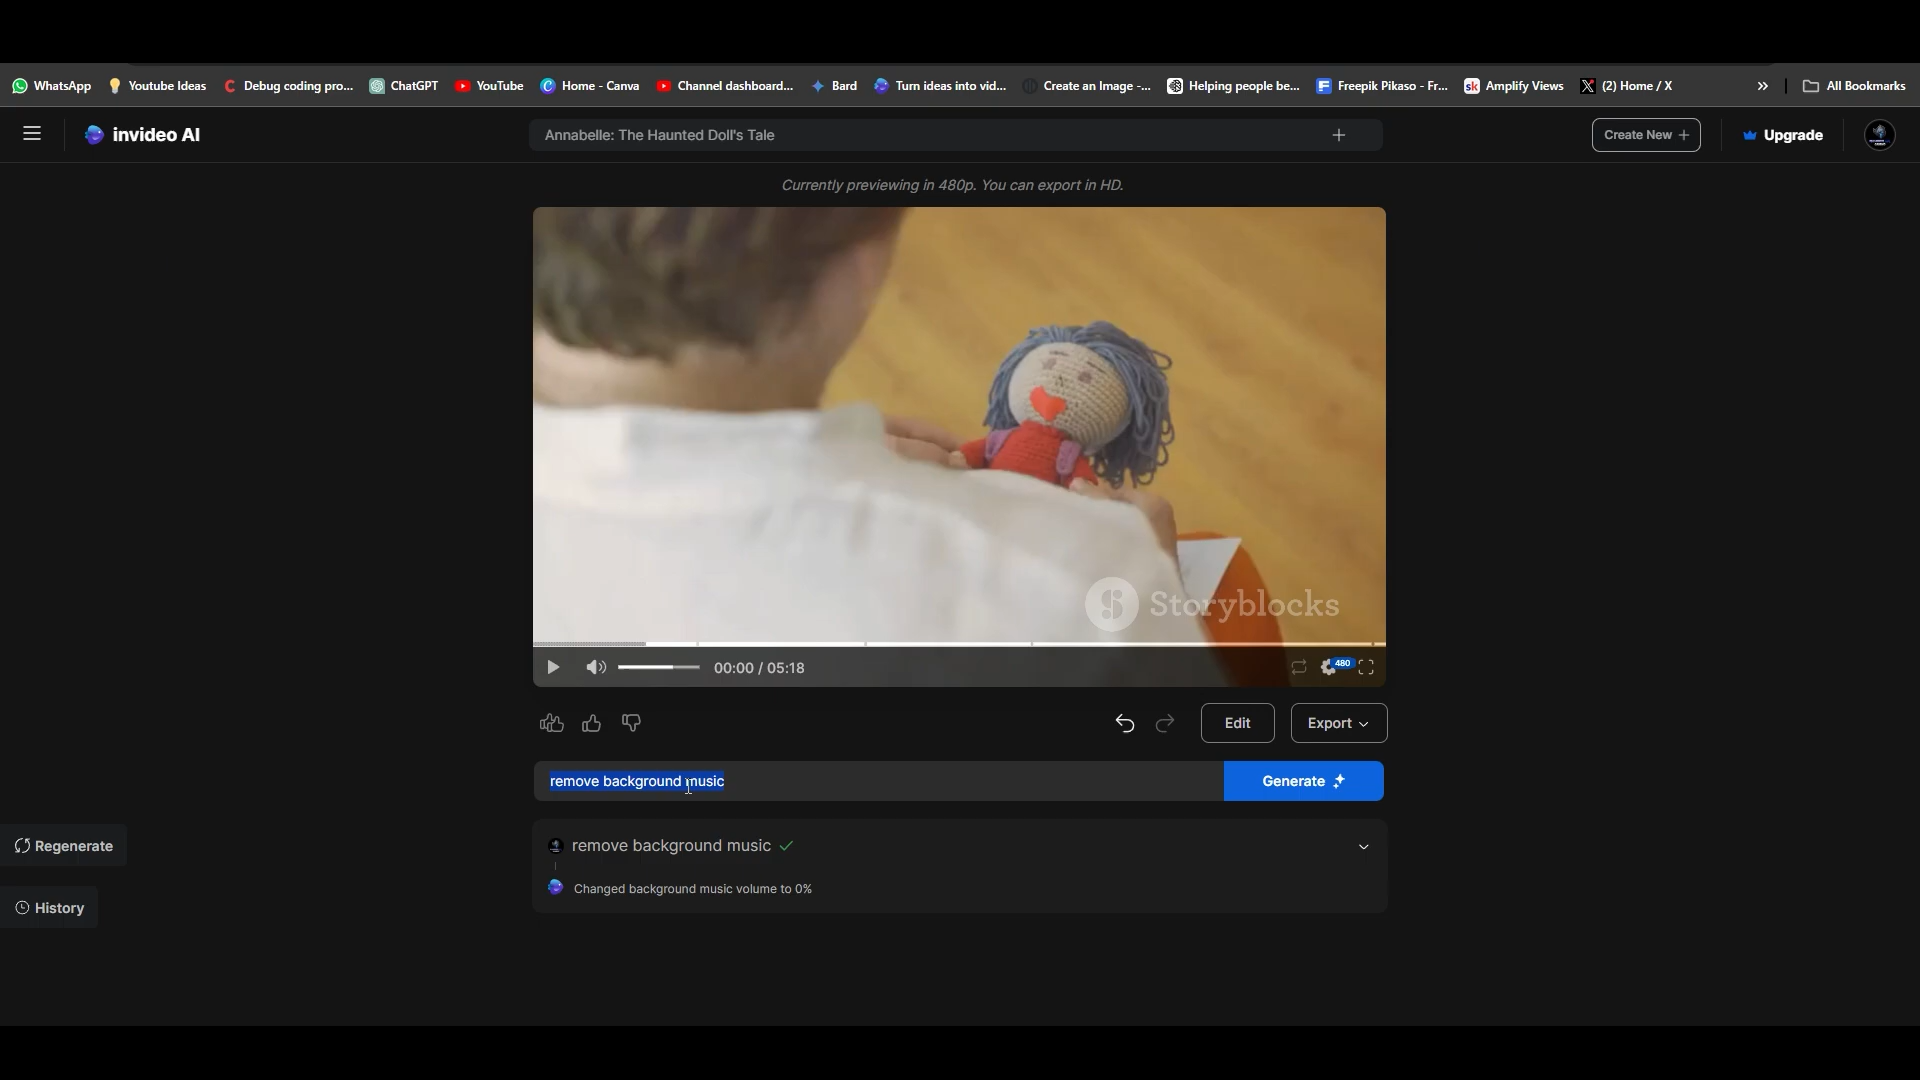 WhatsApp
Youtube Ideas
Debug coding pro...
ChatGPT
YouTube
Home - Canva
Channel dashboard...
Bard
Turn ideas into vid...
Create an Image -...
Helping people be...
Freepik Pikaso - Fr...
sk Amplify Views
X (2) Home / X
»
All Bookmarks
invideo AI
Annabelle: The Haunted Doll's Tale
Create New +
Upgrade
Currently previewing in 480p. You can export in HD.
Storyblocks
00:00 / 05:18
480
Edit
Export
remove background music
Generate
remove background music
Changed background music volume to 0%
Regenerate
History